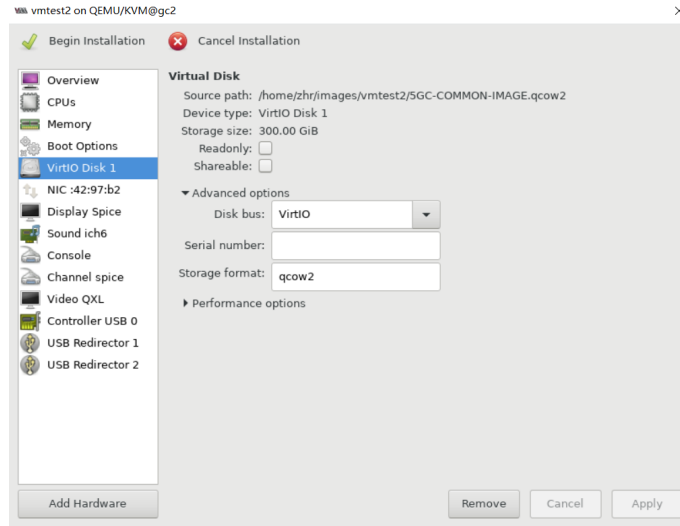 vmtest2 on QEMU/KVM@gc2
Begin Installation
Cancel Installation
Overview
CPUs
Memory
Boot Options
VirtIO Disk 1
NIC :42:97:b2
Display Spice
Sound ich6
Console
Channel spice
Video QXL
Controller USB 0
USB Redirector 1
USB Redirector 2
Add Hardware
Virtual Disk
Source path: /home/zhr/images/vmtest2/5GC-COMMON-IMAGE.qcow2
Device type: VirtIO Disk 1
Storage size: 300.00 GiB
Readonly:
Shareable:
Advanced options
Disk bus: VirtIO
Serial number:
Storage format: qcow2
Performance options
Remove
Cancel
Apply